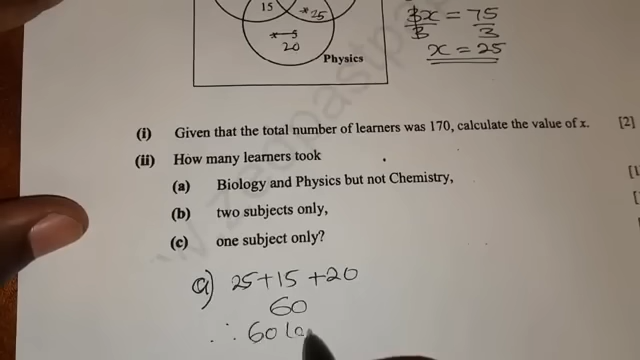 15
x 25
x - 5
20
Physics
3x = 75
3 3
x = 25
(i) Given that the total number of learners was 170, calculate the value of x. [2]
(ii) How many learners took
(a) Biology and Physics but not Chemistry,
(b) two subjects only,
(c) one subject only?
a) 25+15+20
60
∴ 60